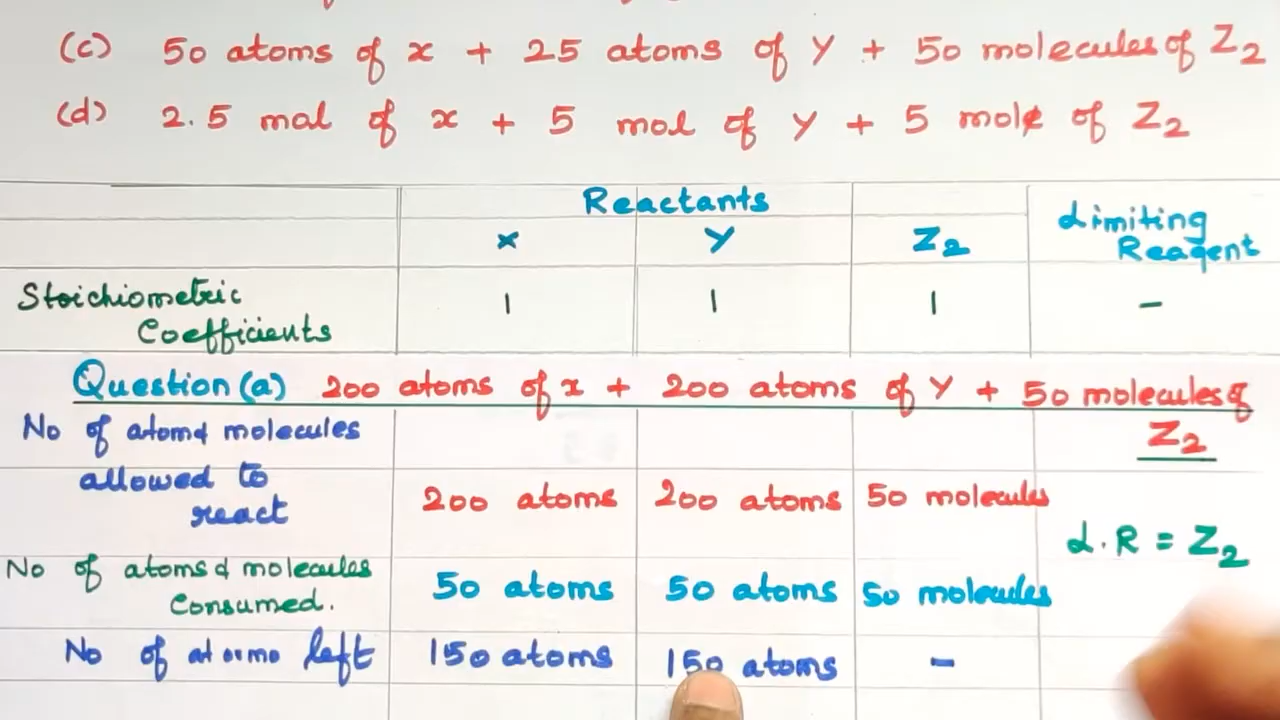 (c) 50 atoms of x + 25 atoms of Y + 50 molecules of Z2
(d) 2.5 mol of x + 5 mol of Y + 5 mol of Z2
Reactants
x Y Z2 Limiting
Reagent
Stoichiometric
Coefficients 1 1 1 –
Question (a) 200 atoms of x + 200 atoms of Y + 50 molecules of
Z2
No of atom & molecules
allowed to
react 200 atoms 200 atoms 50 molecules
L.R = Z2
No of atoms & molecules
Consumed. 50 atoms 50 atoms 50 molecules
No of atoms left 150 atoms 150 atoms –